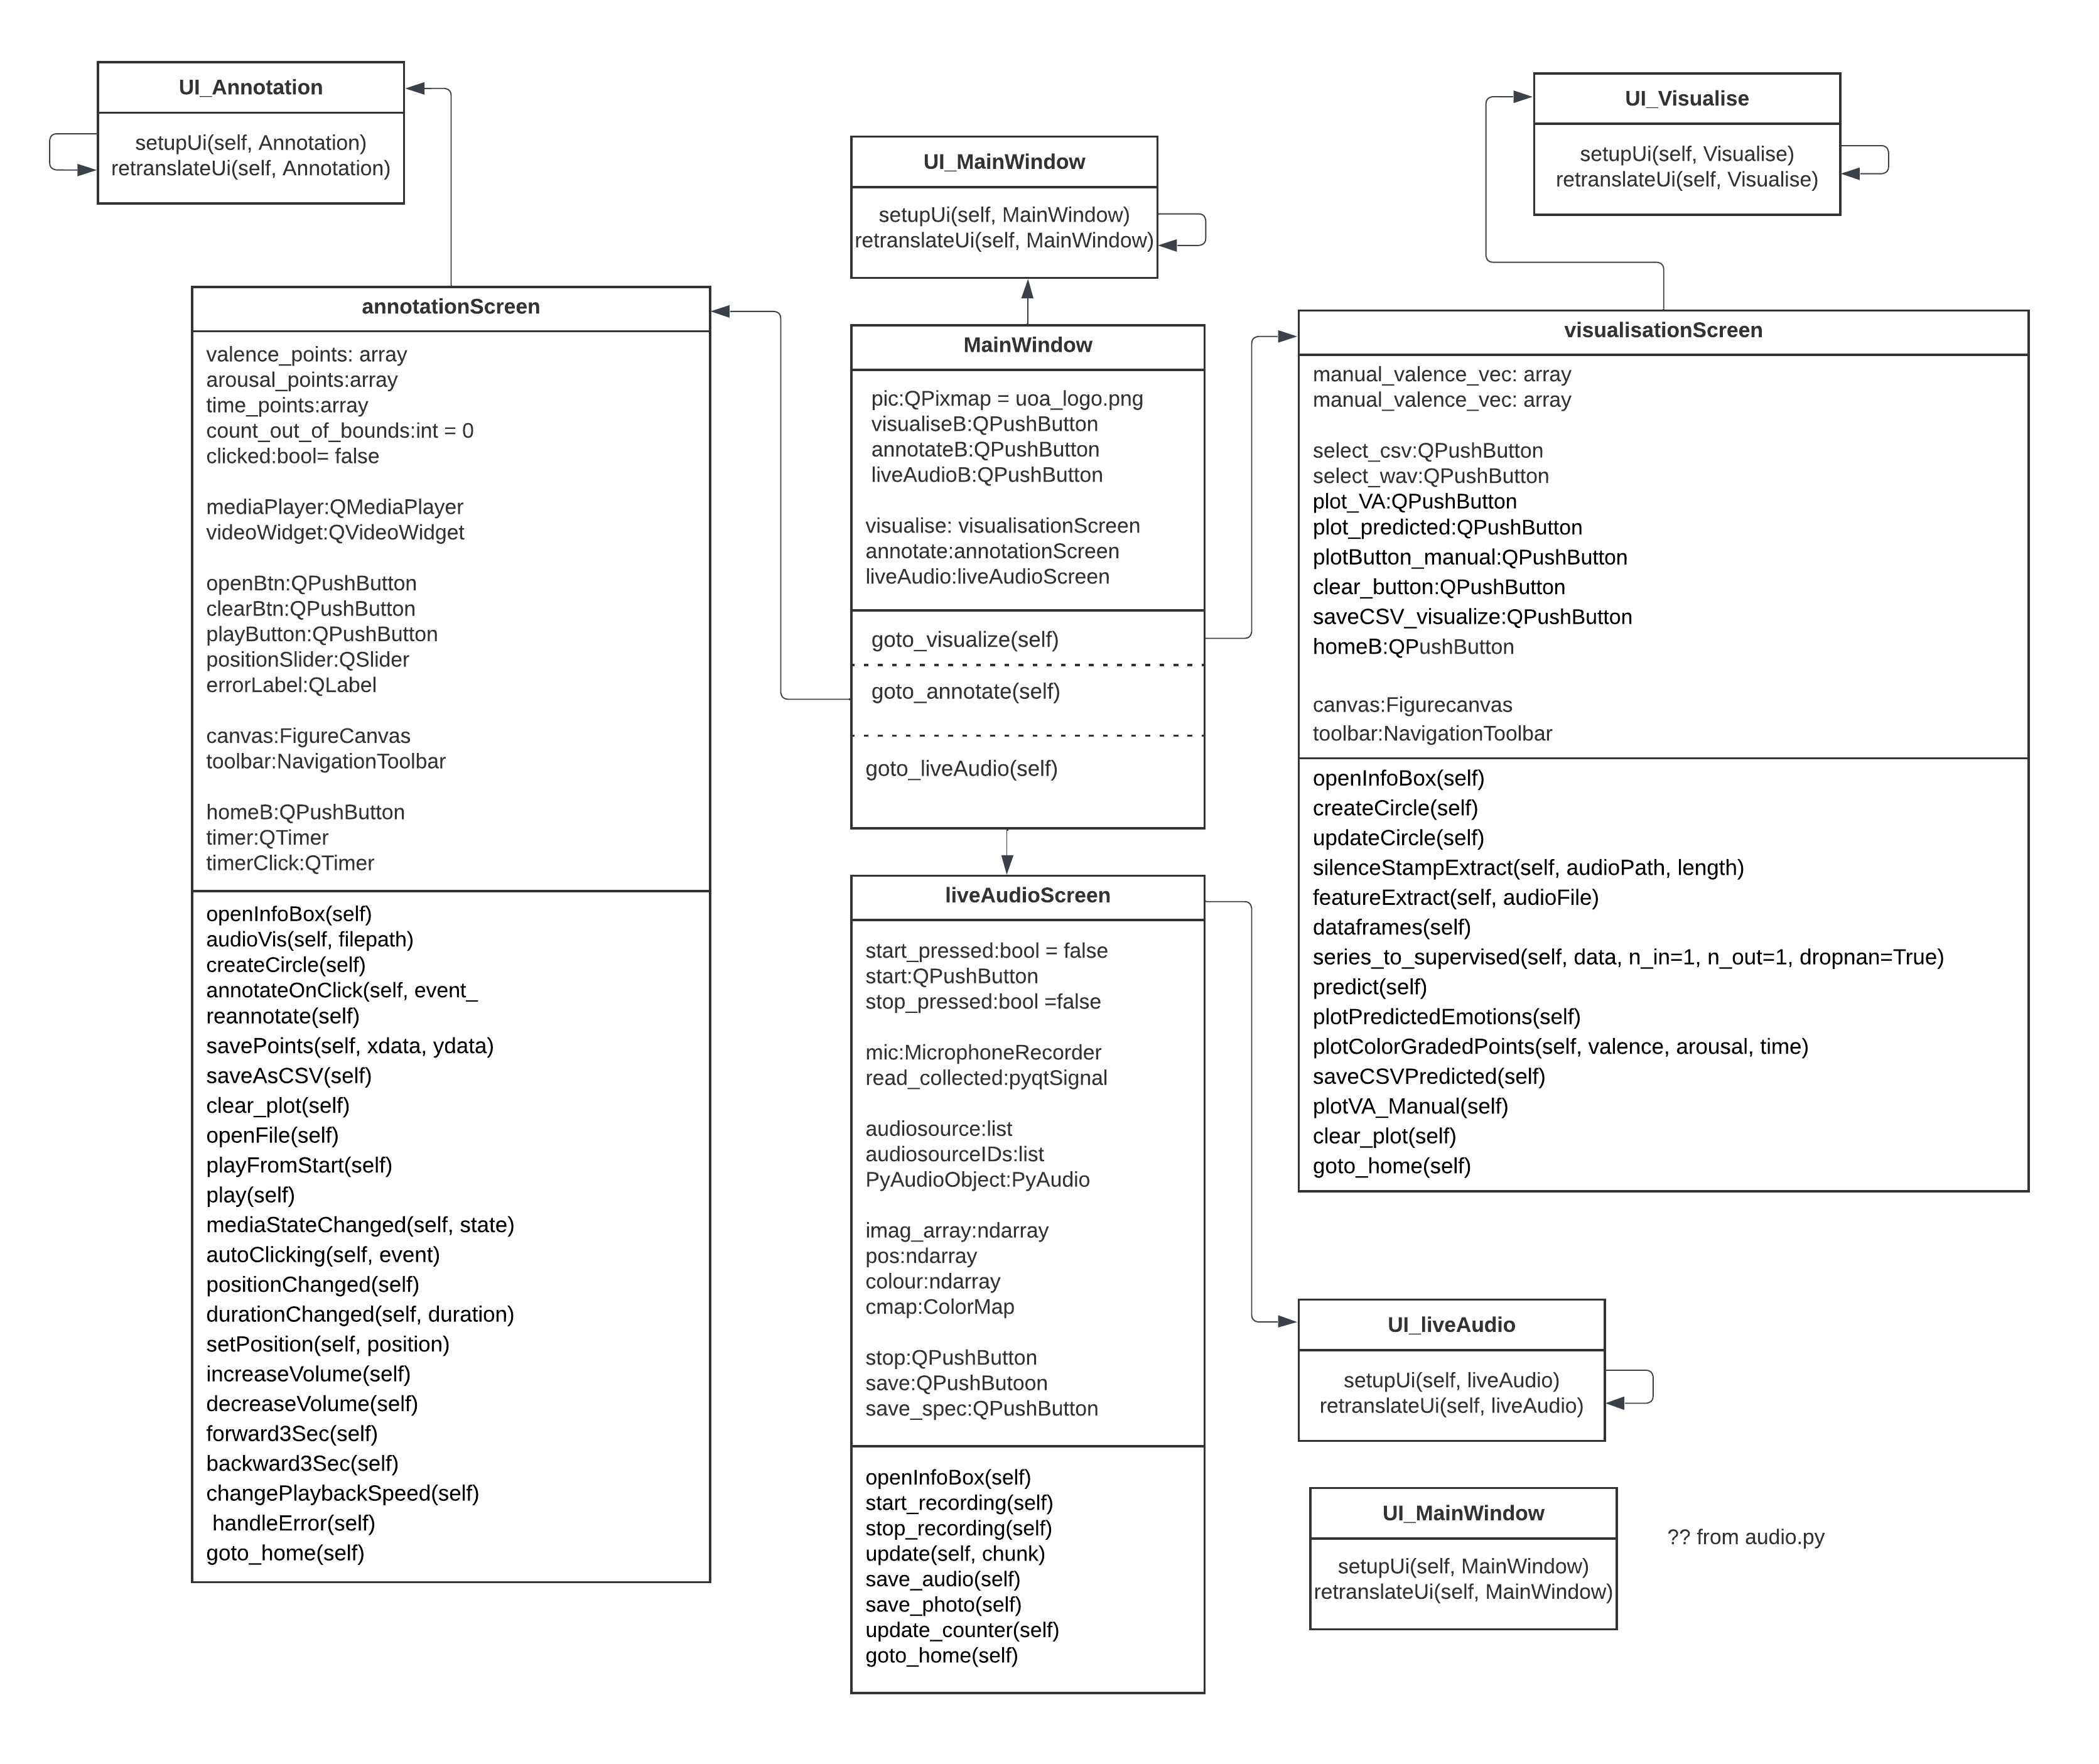 UI_Annotation
setupUi(self, Annotation)
retranslateUi(self, Annotation)
UI_MainWindow
setupUi(self, MainWindow)
retranslateUi(self, MainWindow)
UI_Visualise
setupUi(self, Visualise)
retranslateUi(self, Visualise)
annotationScreen
valence_points: array
arousal_points:array
time_points:array
count_out_of_bounds:int = 0
clicked:bool= false
mediaPlayer:QMediaPlayer
videoWidget:QVideoWidget
openBtn:QPushButton
clearBtn:QPushButton
playButton:QPushButton
positionSlider:QSlider
errorLabel:QLabel
canvas:FigureCanvas
toolbar:NavigationToolbar
homeB:QPushButton
timer:QTimer
timerClick:QTimer
openInfoBox(self)
audioVis(self, filepath)
createCircle(self)
annotateOnClick(self, event_
reannotate(self)
savePoints(self, xdata, ydata)
saveAsCSV(self)
clear_plot(self)
openFile(self)
playFromStart(self)
play(self)
mediaStateChanged(self, state)
autoClicking(self, event)
positionChanged(self)
durationChanged(self, duration)
setPosition(self, position)
increaseVolume(self)
decreaseVolume(self)
forward3Sec(self)
backward3Sec(self)
changePlaybackSpeed(self)
handleError(self)
goto_home(self)
MainWindow
pic:QPixmap = uoa_logo.png
visualiseB:QPushButton
annotateB:QPushButton
liveAudioB:QPushButton
visualise: visualisationScreen
annotate:annotationScreen
liveAudio:liveAudioScreen
goto_visualize(self)
goto_annotate(self)
goto_liveAudio(self)
liveAudioScreen
start_pressed:bool = false
start:QPushButton
stop_pressed:bool =false
mic:MicrophoneRecorder
read_collected:pyqtSignal
audiosource:list
audiosourceIDs:list
PyAudioObject:PyAudio
imag_array:ndarray
pos:ndarray
colour:ndarray
cmap:ColorMap
stop:QPushButton
save:QPushButoon
save_spec:QPushButton
openInfoBox(self)
start_recording(self)
stop_recording(self)
update(self, chunk)
save_audio(self)
save_photo(self)
update_counter(self)
goto_home(self)
visualisationScreen
manual_valence_vec: array
manual_valence_vec: array
select_csv:QPushButton
select_wav:QPushButton
plot_VA:QPushButton
plot_predicted:QPushButton
plotButton_manual:QPushButton
clear_button:QPushButton
saveCSV_visualize:QPushButton
homeB:QPushButton
canvas:Figurecanvas
toolbar:NavigationToolbar
openInfoBox(self)
createCircle(self)
updateCircle(self)
silenceStampExtract(self, audioPath, length)
featureExtract(self, audioFile)
dataframes(self)
series_to_supervised(self, data, n_in=1, n_out=1, dropnan=True)
predict(self)
plotPredictedEmotions(self)
plotColorGradedPoints(self, valence, arousal, time)
saveCSVPredicted(self)
plotVA_Manual(self)
clear_plot(self)
goto_home(self)
UI_liveAudio
setupUi(self, liveAudio)
retranslateUi(self, liveAudio)
UI_MainWindow
setupUi(self, MainWindow)
retranslateUi(self, MainWindow)
?? from audio.py